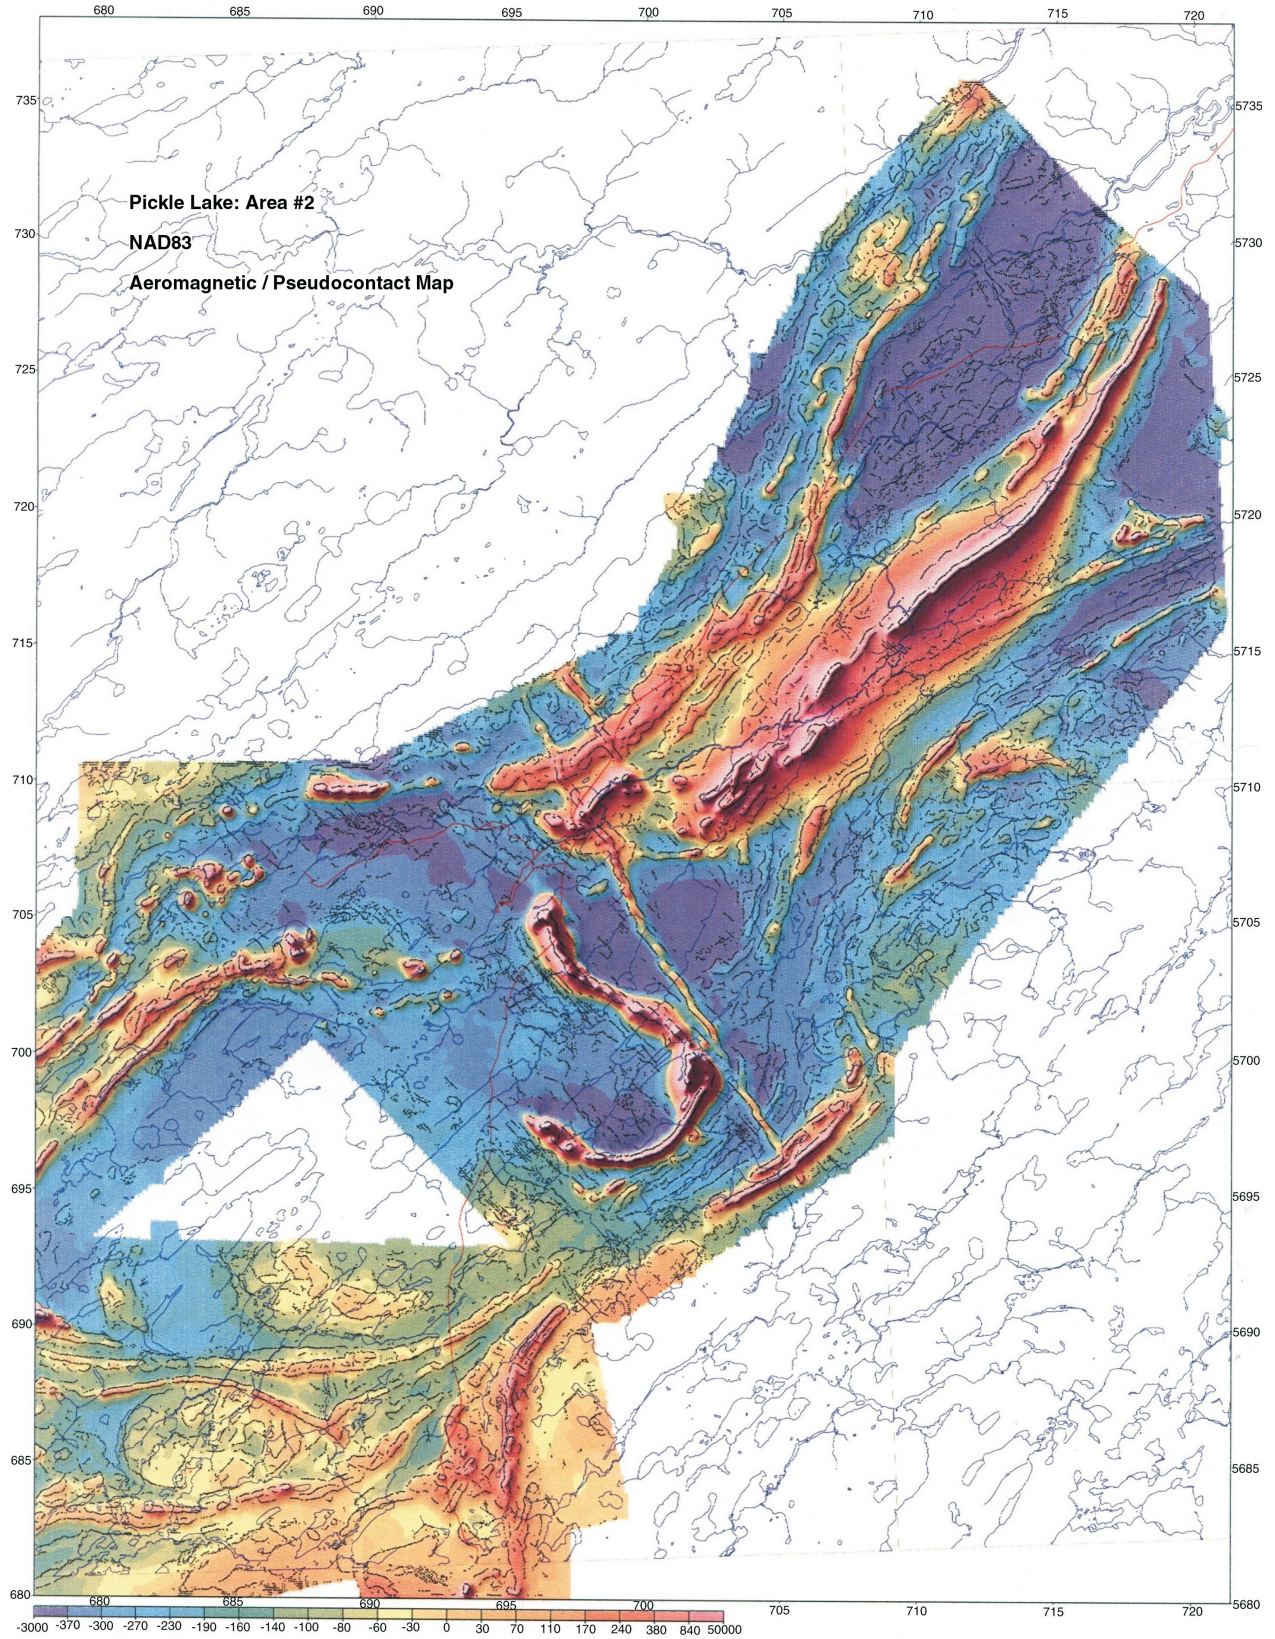 680 685 690 695 700 705 710 715 720
735 5735
Pickle Lake: Area #2
730 5730
NAD83
Aeromagnetic / Pseudocontact Map
725 5725
720 5720
715 5715
710 5710
705 5705
700 5700
695 5695
690 5690
685 5685
680 5680
680 685 690 695 700 705 710 715 720
-3000 -370 -300 -270 -230 -190 -160 -140 -100 -80 -60 -30 0 30 70 110 170 240 380 840 50000